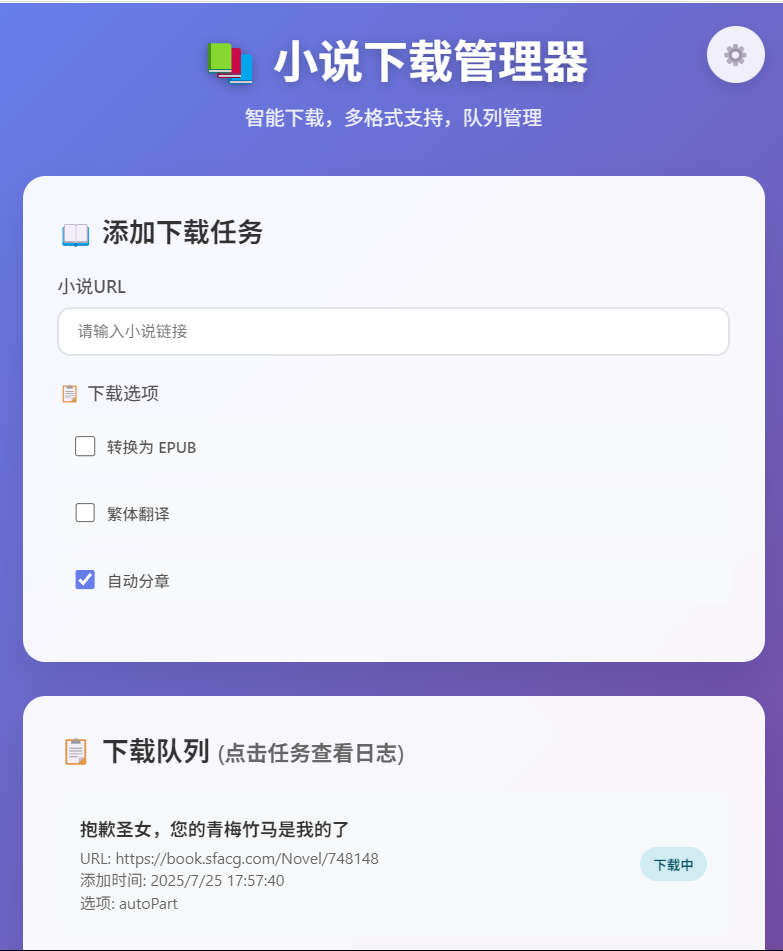 小说下载管理器
智能下载，多格式支持，队列管理
添加下载任务
小说URL
请输入小说链接
下载选项
转换为 EPUB
繁体翻译
自动分章
下载队列 (点击任务查看日志)
抱歉圣女，您的青梅竹马是我的了
URL: https://book.sfacg.com/Novel/748148
下载中
添加时间: 2025/7/25 17:57:40
选项: autoPart